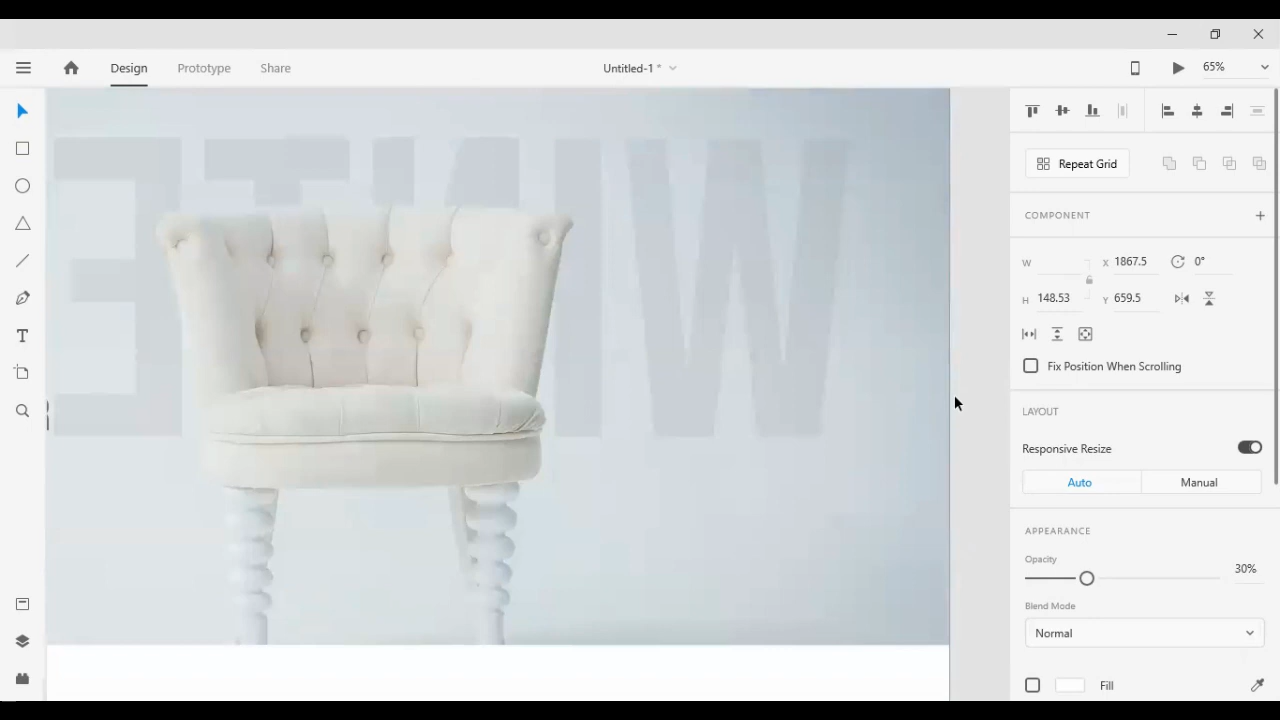 Design Prototype Share Untitled-1 * 65%
Repeat Grid
COMPONENT
W X 1867.5 0°
H 148.53 Y 659.5
Fix Position When Scrolling
LAYOUT
Responsive Resize
Auto Manual
APPEARANCE
Opacity
30%
Blend Mode
Normal
Fill
T